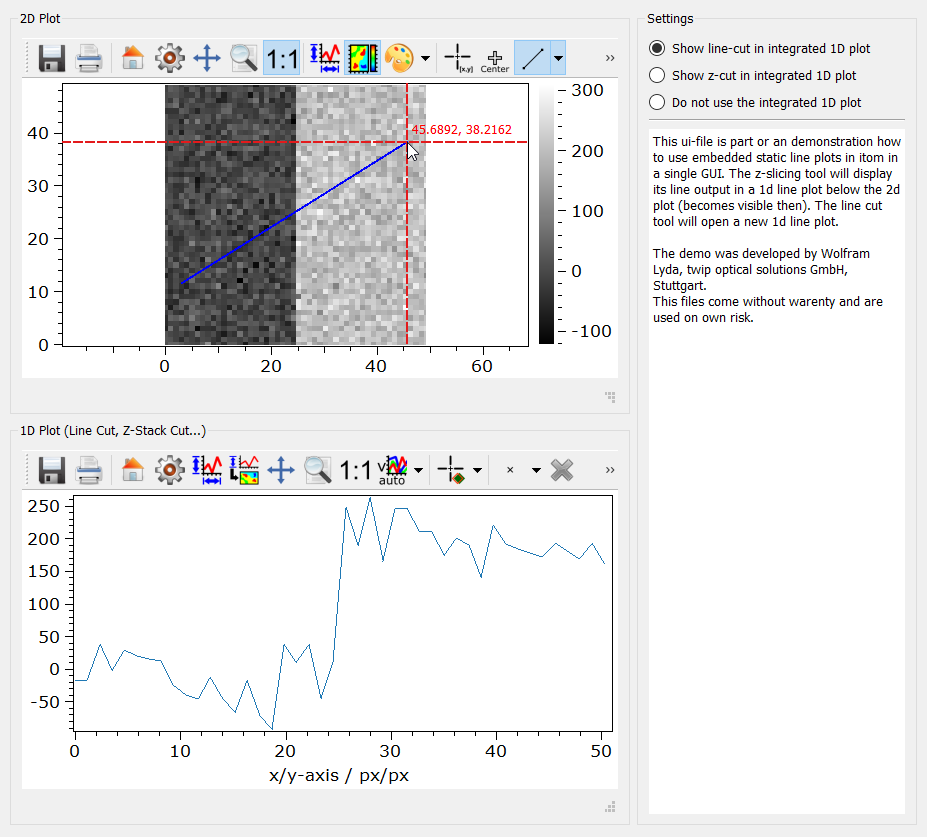 2D Plot
1:1
[x,y]
Center
»
45.6892, 38.2162
40
30
20
10
0
0
20
40
60
300
200
100
0
-100
1D Plot (Line Cut, Z-Stack Cut...)
1:1
auto
»
250
200
150
100
50
0
-50
0
10
20
30
40
50
x/y-axis / px/px
Settings
Show line-cut in integrated 1D plot
Show z-cut in integrated 1D plot
Do not use the integrated 1D plot
This ui-file is part or an demonstration how
to use embedded static line plots in itom in
a single GUI. The z-slicing tool will display
its line output in a 1d line plot below the 2d
plot (becomes visible then). The line cut
tool will open a new 1d line plot.
The demo was developed by Wolfram
Lyda, twip optical solutions GmbH,
Stuttgart.
This files come without warenty and are
used on own risk.